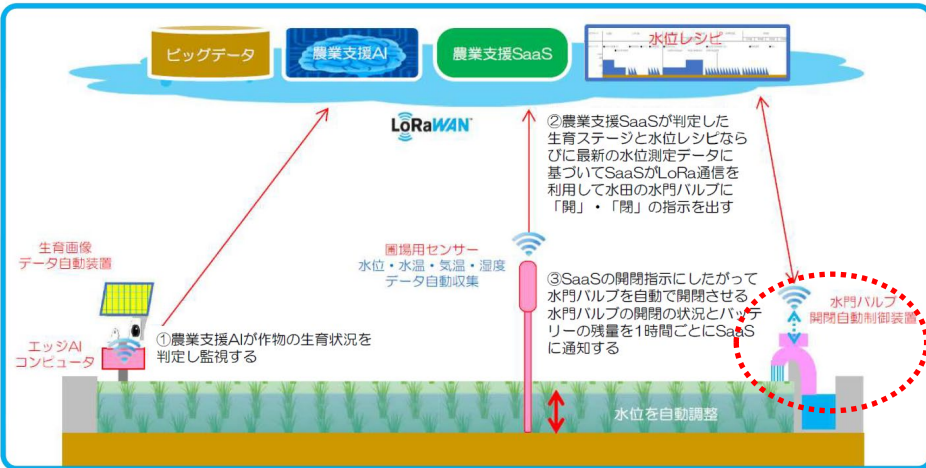 ビッグデータ
農業支援AI
農業支援SaaS
水位レシピ
LoRaWAN
②農業支援SaaSが判定した
生育ステージと水位レシピなら
びに最新の水位測定データに
基づいてSaaSがLoRa通信を
利用して水田の水門バルブに
「開」・「閉」の指示を出す
生育画像
データ自動装置
圃場用センサー
水位・水温・気温・湿度
データ自動収集
③SaaSの開閉指示にしたがって
水門バルブを自動で開閉させる
水門バルブの開閉の状況とバッテ
リーの残量を1時間ごとにSaaS
に通知する
水門バルブ
開閉自動制御装置
エッジAI
コンピュータ
①農業支援AIが作物の生育状況を
判定し監視する
水位を自動調整